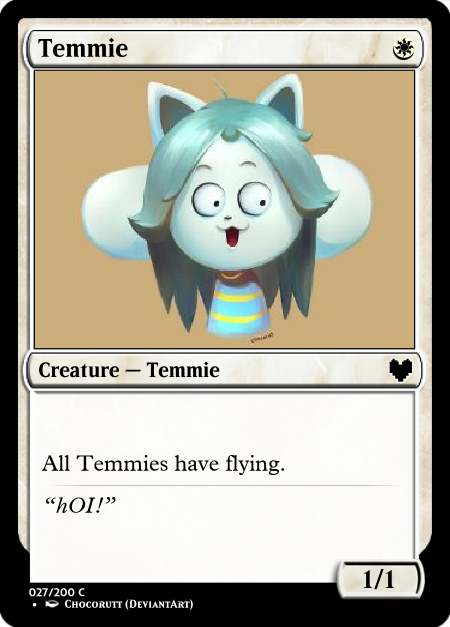 Temmie
Creature — Temmie
All Temmies have flying.
“hOI!”
1/1
027/200 C
• Chocorutt (DeviantArt)